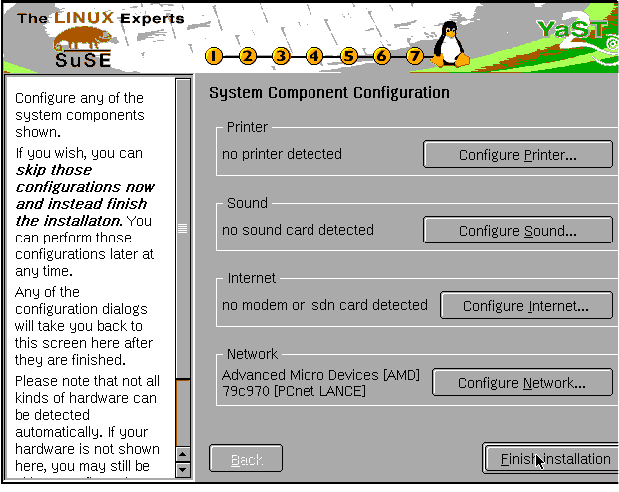 The LINUX Experts
SuSE
YaST
1 2 3 4 5 6 7
Configure any of the
system components
shown.
If you wish, you can
skip those
configurations now
and instead finish
the installaton. You
can perform those
configurations later at
any time.
Any of the
configuration dialogs
will take you back to
this screen here after
they are finished.
Please note that not all
kinds of hardware can
be detected
automatically. If your
hardware is not shown
here, you may still be
System Component Configuration
Printer
no printer detected
Configure Printer...
Sound
no sound card detected
Configure Sound...
Internet
no modem or sdn card detected
Configure Internet...
Network
Advanced Micro Devices [AMD]
79c970 [PCnet LANCE]
Configure Network...
Back
Finish installation